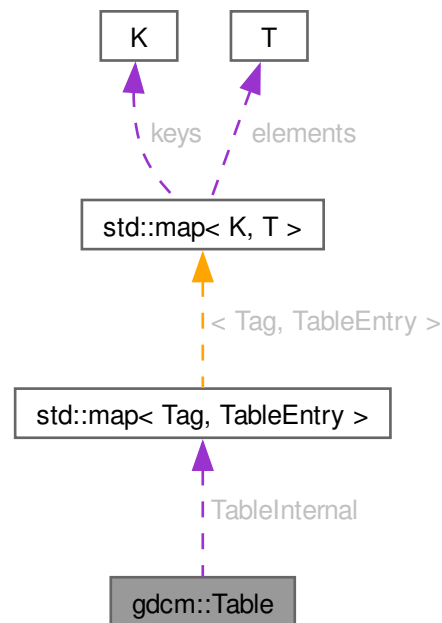 K
T
keys
elements
std::map< K, T >
< Tag, TableEntry >
std::map< Tag, TableEntry >
TableInternal
gdcm::Table